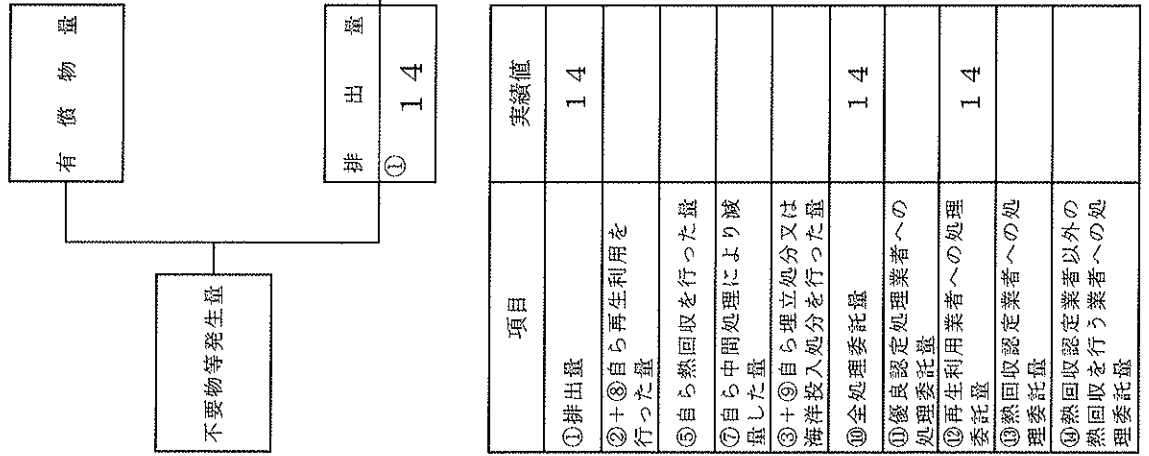 有償物量
不要物等発生量
排出量
① 14
項目 実績値
①排出量 14
②+⑧自ら再生利用を
行った量
⑤自ら熱回収を行った量
⑦自ら中間処理により減
量した量
③+⑨自ら埋立処分又は
海洋投入処分を行った量
⑩全処理委託量 14
⑪優良認定処理業者への
処理委託量
⑫再生利用業者への処理
委託量 14
⑬熱回収認定業者への処
理委託量
⑭熱回収認定業者以外の
熱回収を行う業者への処
理委託量